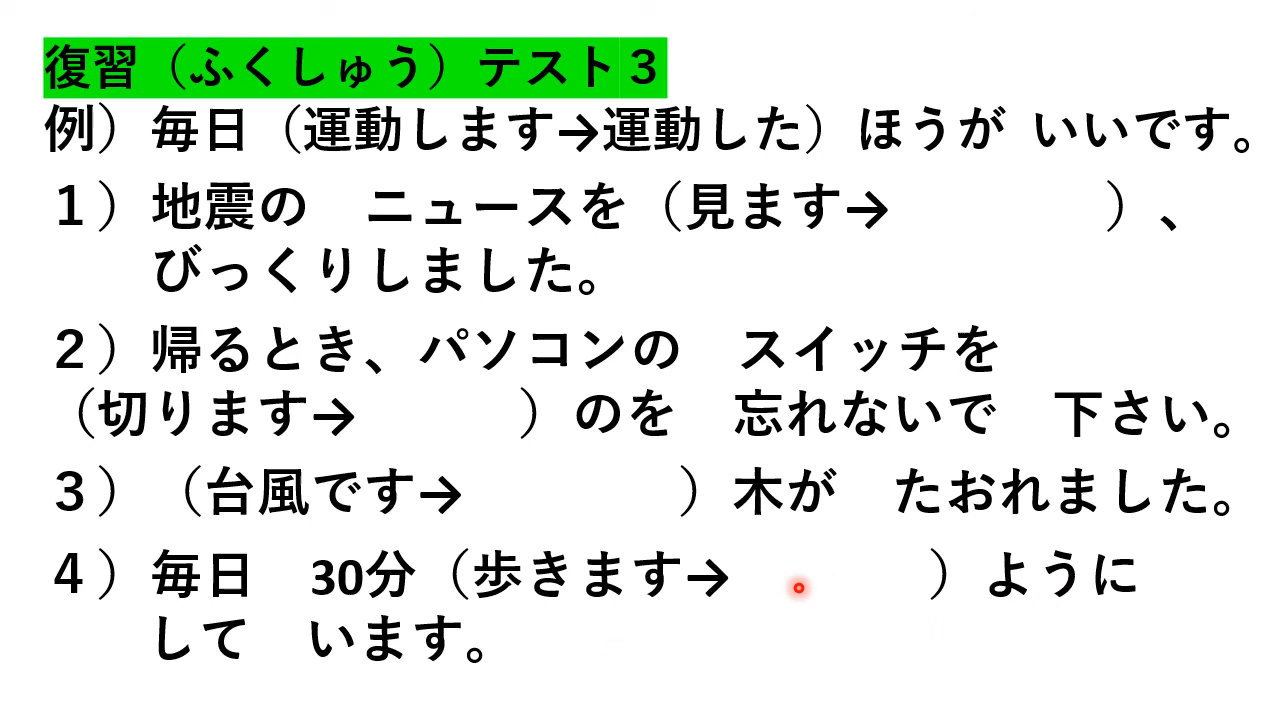 復習（ふくしゅう）テスト３
例）毎日（運動します→運動した）ほうが いいです。
１）地震の　ニュースを（見ます→　　　　）、
びっくりしました。
２）帰るとき、パソコンの　スイッチを
（切ります→　　　）のを　忘れないで　下さい。
３）（台風です→　　　　）木が　たおれました。
４）毎日　30分（歩きます→　　　　）ように
して　います。